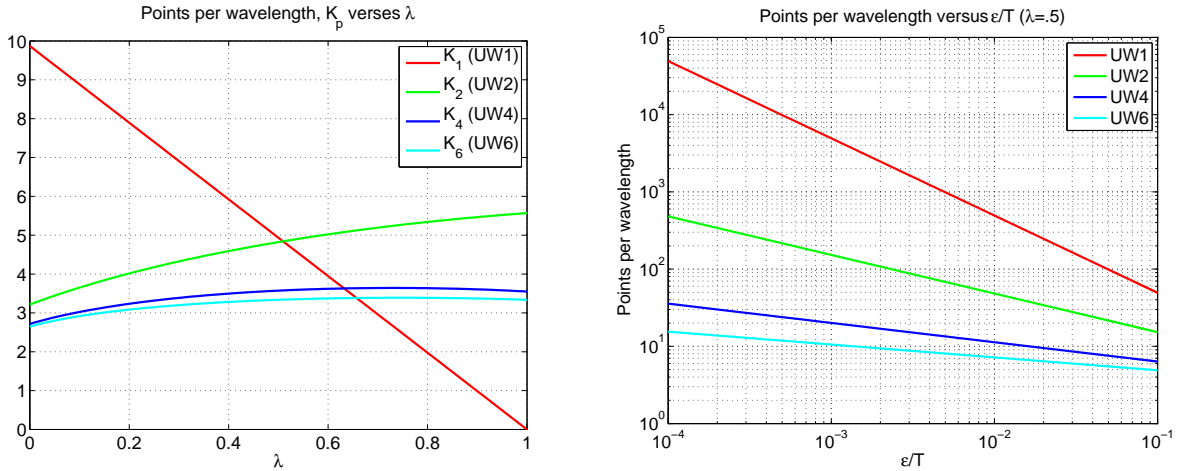 Points per wavelength, K_p verses λ
10
9
8
7
6
5
4
3
2
1
0
0
0.2
0.4
0.6
0.8
1
λ
K_1 (UW1)
K_2 (UW2)
K_4 (UW4)
K_6 (UW6)
Points per wavelength versus ε/T (λ=.5)
Points per wavelength
10^5
10^4
10^3
10^2
10^1
10^0
10^−4
10^−3
10^−2
10^−1
ε/T
UW1
UW2
UW4
UW6